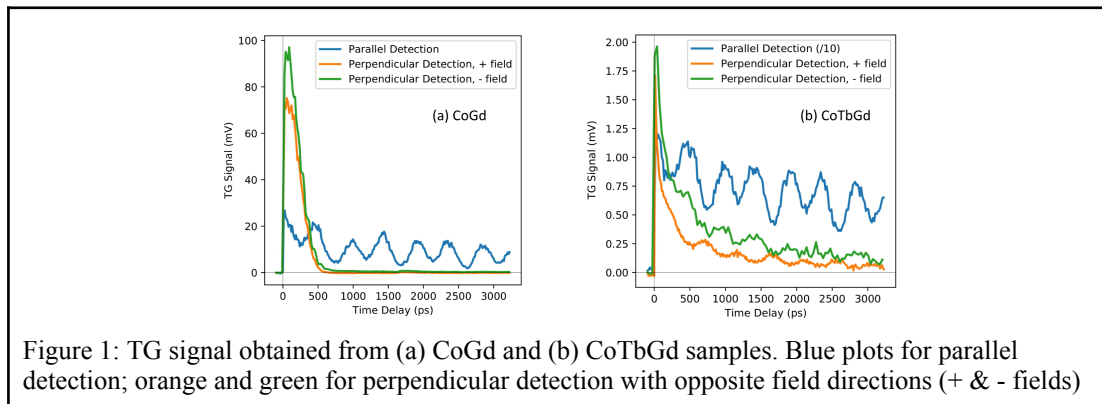 100
80
60
40
20
0
TG Signal (mV)
Parallel Detection
Perpendicular Detection, + field
Perpendicular Detection, - field
(a) CoGd
0 500 1000 1500 2000 2500 3000
Time Delay (ps)
2.00
1.75
1.50
1.25
1.00
0.75
0.50
0.25
0.00
TG Signal (mV)
Parallel Detection (/10)
Perpendicular Detection, + field
Perpendicular Detection, - field
(b) CoTbGd
0 500 1000 1500 2000 2500 3000
Time Delay (ps)
Figure 1: TG signal obtained from (a) CoGd and (b) CoTbGd samples. Blue plots for parallel
detection; orange and green for perpendicular detection with opposite field directions (+ & - fields)